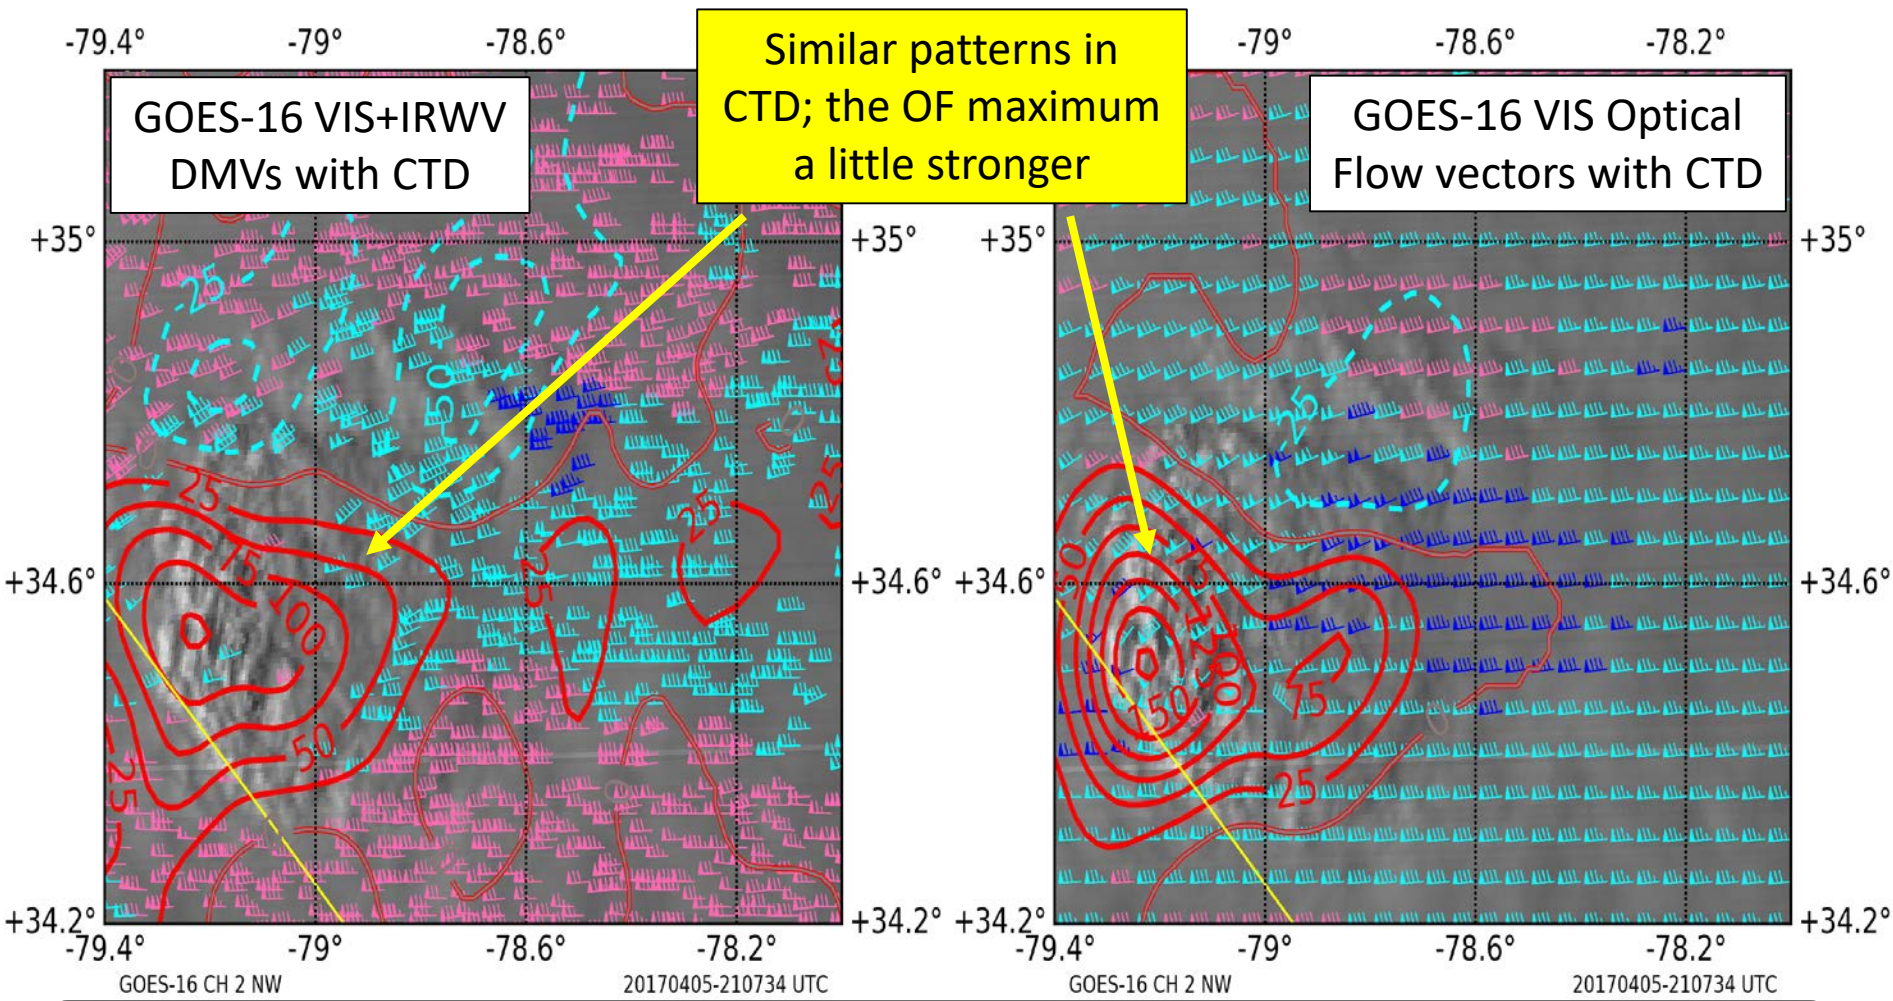 -79.4° -79° -78.6° -79° -78.6° -78.2°
Similar patterns in
CTD; the OF maximum
a little stronger
GOES-16 VIS+IRWV
DMVs with CTD
GOES-16 VIS Optical
Flow vectors with CTD
+35° +35° +35° +35°
-25
-50
-25
25
25
25
75
100
25
50
25
50
75
125
100
150
75
25
0
+34.6° +34.6° +34.6° +34.6°
+34.2° +34.2° +34.2° +34.2°
-79.4° -79° -78.6° -78.2° -79.4° -79° -78.6° -78.2°
GOES-16 CH 2 NW 20170405-210734 UTC GOES-16 CH 2 NW 20170405-210734 UTC